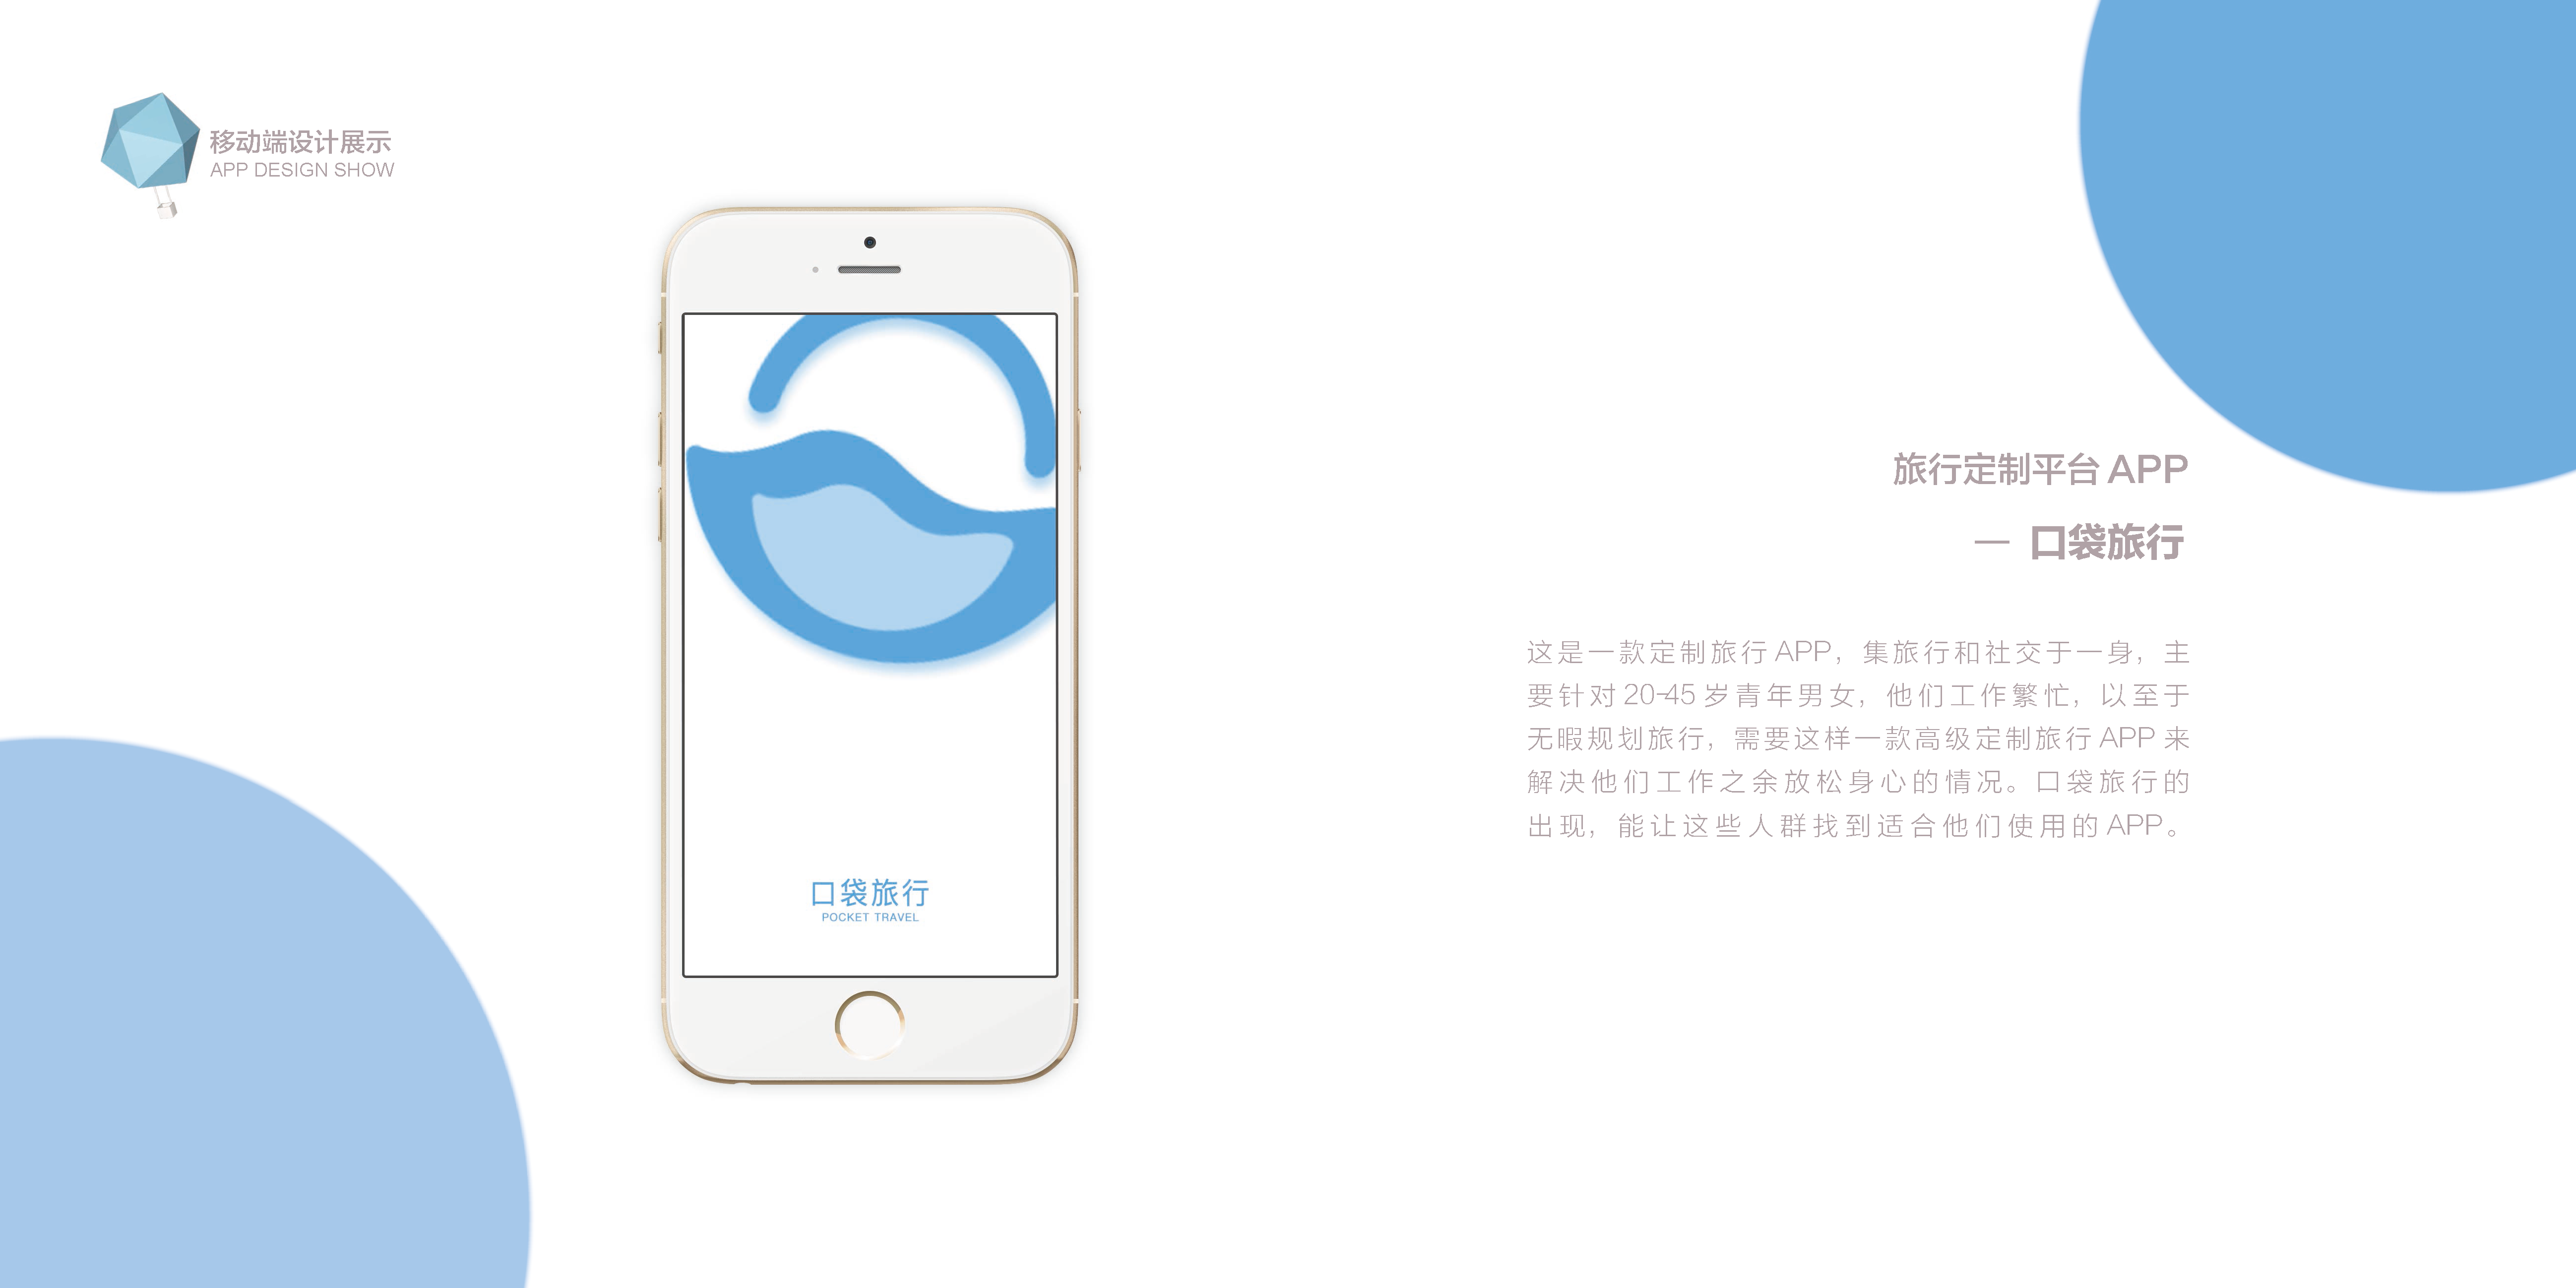 移动端设计展示
APP DESIGN SHOW
口袋旅行
POCKET TRAVEL
旅行定制平台 APP
— 口袋旅行
这是一款定制旅行 APP，集旅行和社交于一身，主
要针对 20-45 岁青年男女，他们工作繁忙，以至于
无暇规划旅行，需要这样一款高级定制旅行 APP 来
解决他们工作之余放松身心的情况。口袋旅行的
出现，能让这些人群找到适合他们使用的 APP。